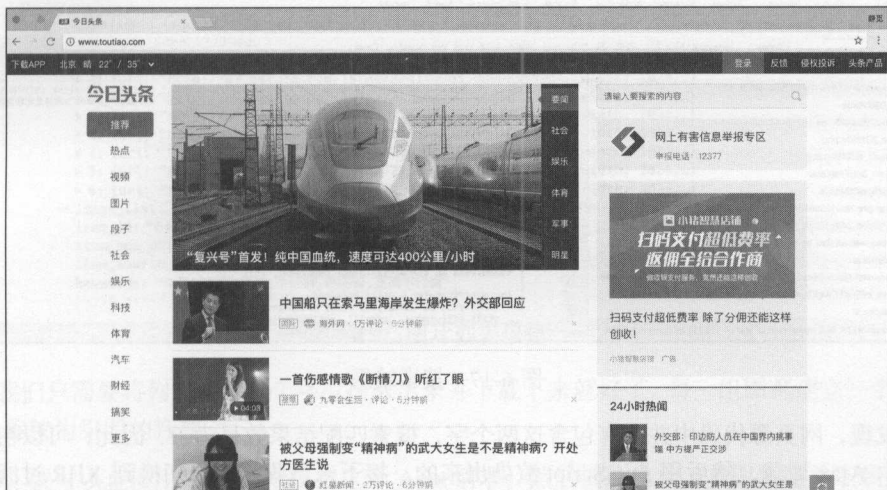 今日头条
静觅
www.toutiao.com
下载APP 北京 晴 22° / 35°
登录 反馈 侵权投诉 头条产品
今日头条
推荐
热点
视频
图片
段子
社会
娱乐
科技
体育
汽车
财经
搞笑
更多
“复兴号”首发！纯中国血统，速度可达400公里/小时
要闻
社会
娱乐
体育
军事
明星
中国船只在索马里海岸发生爆炸？外交部回应
海外网·1万评论·6分钟前
一首伤感情歌《断情刀》听红了眼
04:03
九零会生妞·评论·6分钟前
被父母强制变“精神病”的武大女生是不是精神病？开处
方医生说
社会 红星新闻·2万评论·6分钟前
请输入要搜索的内容
网上有害信息举报专区
举报电话：12377
小猪智慧店铺
扫码支付超低费率
返佣全给合作商
扫码支付超低费率 除了分佣还能这样
创收！
小猪智慧店铺 广告
24小时热闻
外交部：印边防人员在中国界内挑事
端 中方提严正交涉
被父母强制变“精神病”的武大女生是